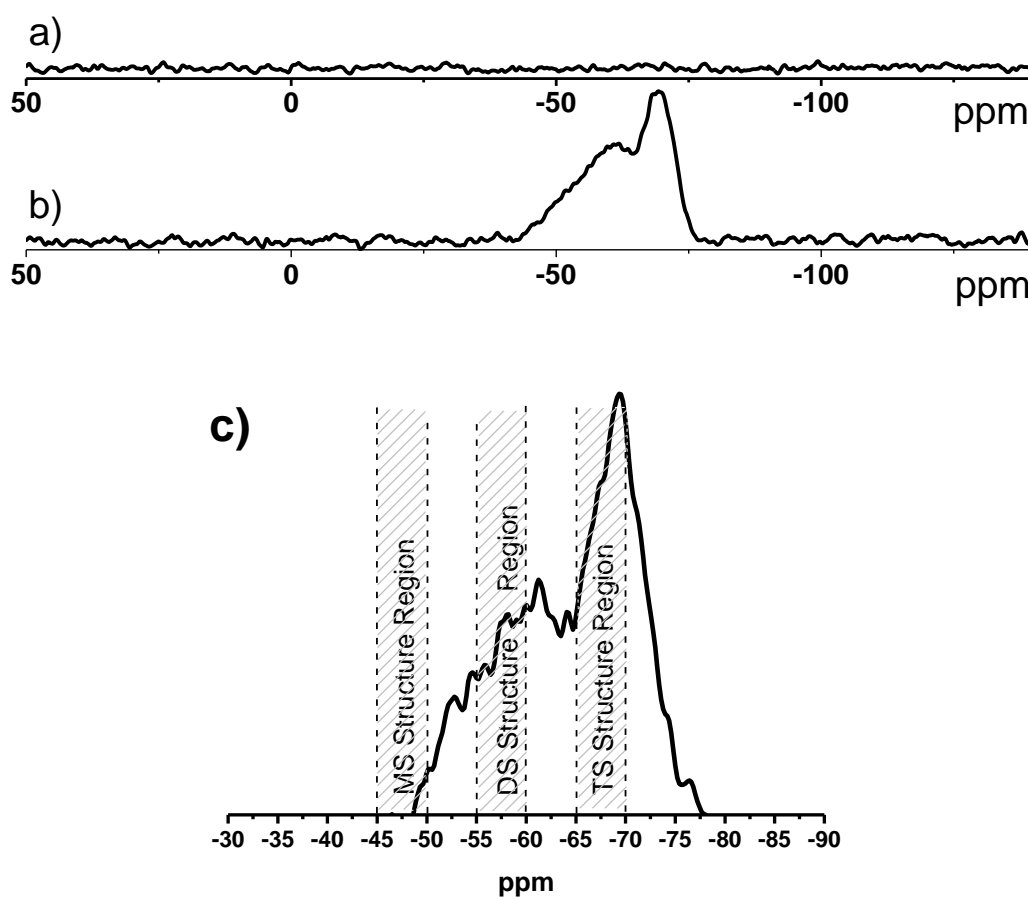 a)
50 0 -50 -100 ppm
b)
50 0 -50 -100 ppm
c)
MS Structure Region
DS Structure Region
TS Structure Region
-30 -35 -40 -45 -50 -55 -60 -65 -70 -75 -80 -85 -90
ppm